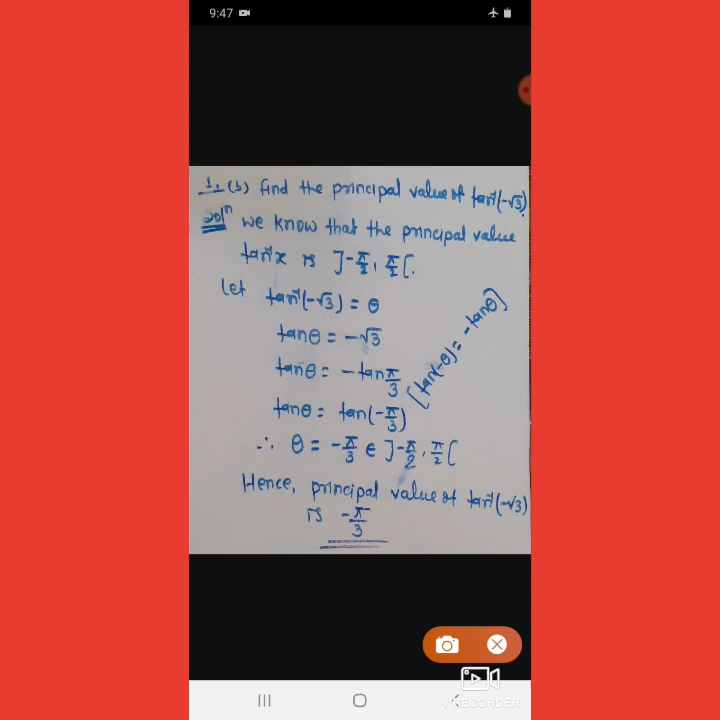 9:47
1. (b) Find the principal value of tan⁻¹(-√3).
Solⁿ we know that the principal value
tan⁻¹x is ]-π/2, π/2[.
Let tan⁻¹(-√3) = θ
tanθ = -√3
tanθ = -tan π/3 [tan(-θ) = -tanθ]
tanθ = tan(-π/3)
∴ θ = -π/3 ∈ ]-π/2, π/2[
Hence, principal value of tan⁻¹(-√3)
is -π/3
VRECORDER